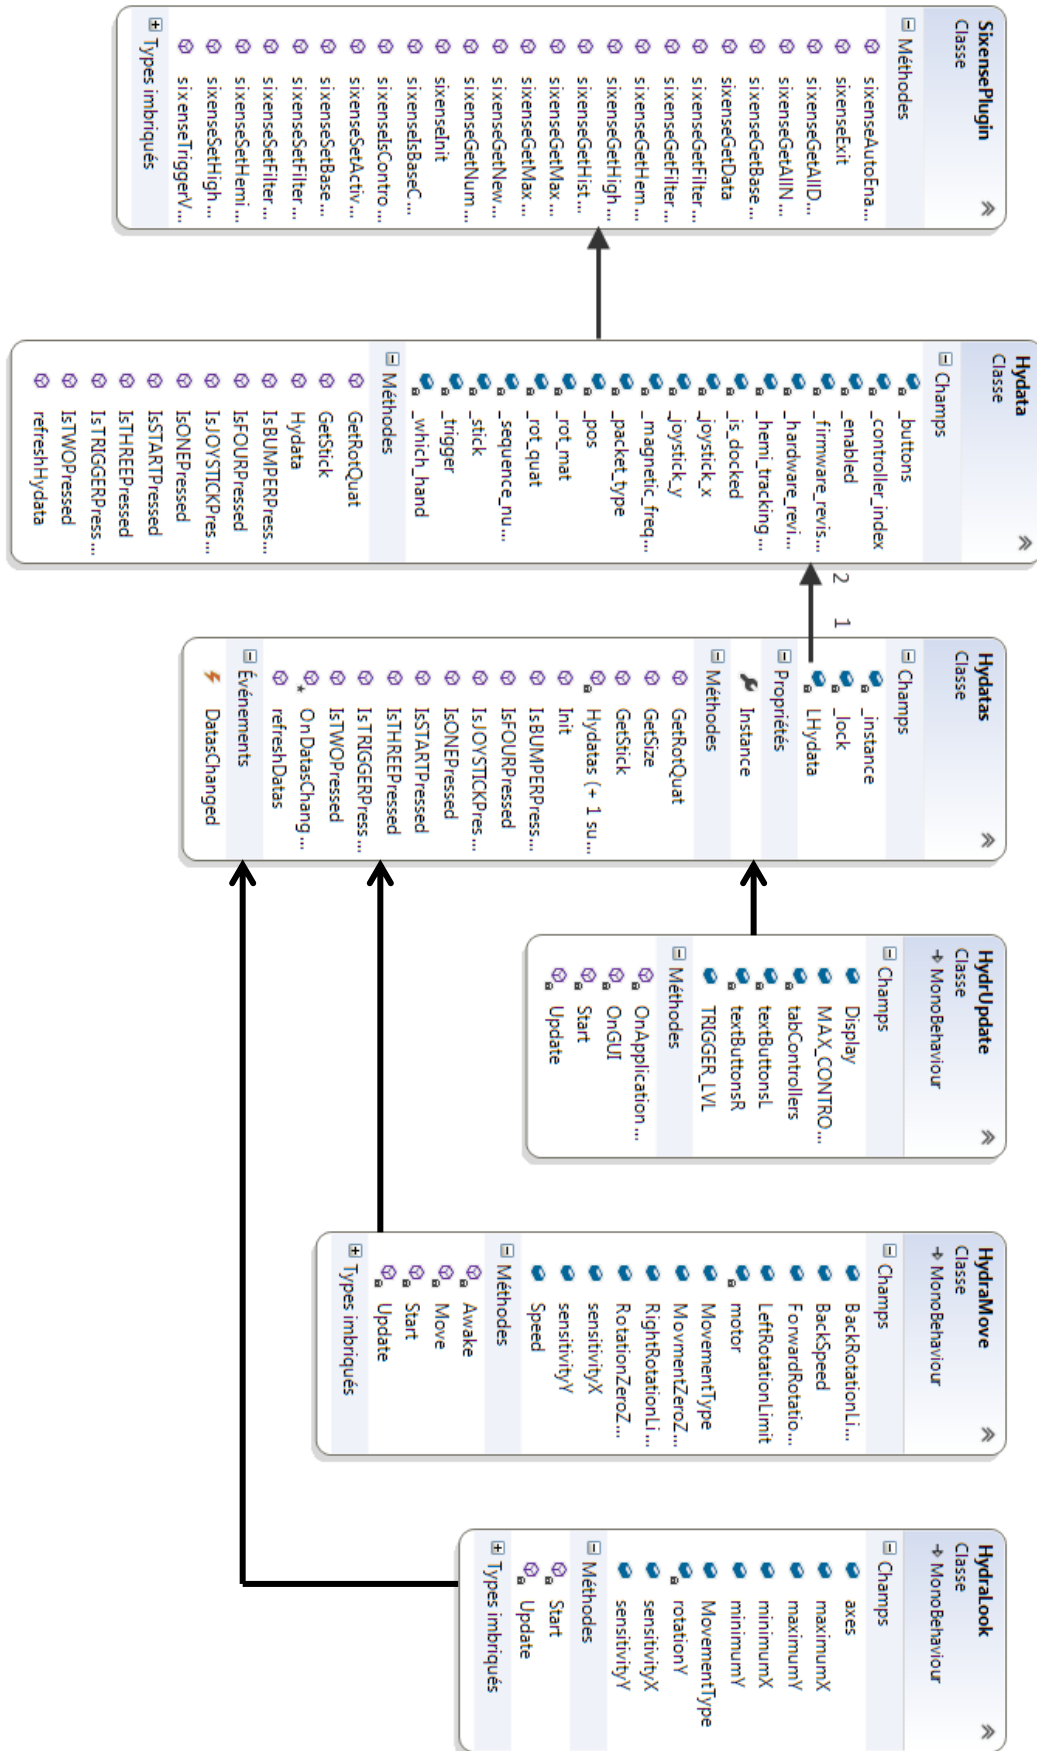 SixensePlugin
Classe
Méthodes
sixenseAutoEna...
sixenseExit
sixenseGetAllD...
sixenseGetAllN...
sixenseGetBase...
sixenseGetData
sixenseGetFilter...
sixenseGetFilter...
sixenseGetHem...
sixenseGetHigh...
sixenseGetHist...
sixenseGetMax...
sixenseGetMax...
sixenseGetNew...
sixenseGetNum...
sixenseInit
sixenseIsBaseC...
sixenseIsContro...
sixenseSetActiv...
sixenseSetBase...
sixenseSetFilter...
sixenseSetFilter...
sixenseSetHemi...
sixenseSetHigh...
sixenseTriggerV...
Types imbriqués
Hydata
Classe
Champs
_buttons
_controller_index
_enabled
_firmware_revis...
_hardware_revi...
_hemi_tracking...
_is_docked
_joystick_x
_joystick_y
_magnetic_freq...
_packet_type
_pos
_rot_mat
_rot_quat
_sequence_nu...
_stick
_trigger
_which_hand
Méthodes
GetRotQuat
GetStick
Hydata
IsBUMPERPress...
IsFOURPressed
IsJOYSTICKPres...
IsONEPressed
IsSTARTPressed
IsTHREEPressed
IsTRIGGERPress...
IsTWOPressed
refreshHydata
2 1
Hydatas
Classe
Champs
_instance
_lock
LHydata
Propriétés
Instance
Méthodes
GetRotQuat
GetSize
GetStick
Hydatas (+ 1 su...
Init
IsBUMPERPress...
IsFOURPressed
IsJOYSTICKPres...
IsONEPressed
IsSTARTPressed
IsTHREEPressed
IsTRIGGERPress...
IsTWOPressed
OnDatasChang...
refreshDatas
Événements
DatasChanged
HydrUpdate
Classe
MonoBehaviour
Champs
Display
MAX_CONTRO...
tabControllers
textButtonsL
textButtonsR
TRIGGER_LVL
Méthodes
OnApplication...
OnGUI
Start
Update
HydraMove
Classe
MonoBehaviour
Champs
BackRotationLi...
BackSpeed
ForwardRotatio...
LeftRotationLimit
motor
MovementType
MovmentZeroZ...
RightRotationLi...
RotationZeroZ...
sensitivityX
sensitivityY
Speed
Méthodes
Awake
Move
Start
Update
Types imbriqués
HydraLook
Classe
MonoBehaviour
Champs
axes
maximumX
maximumY
minimumX
minimumY
MovementType
rotationY
sensitivityX
sensitivityY
Méthodes
Start
Update
Types imbriqués